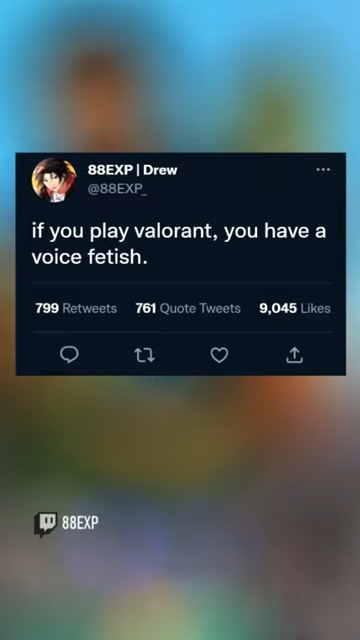 88EXP | Drew
@88EXP_
if you play valorant, you have a
voice fetish.
799 Retweets 761 Quote Tweets 9,045 Likes
88EXP